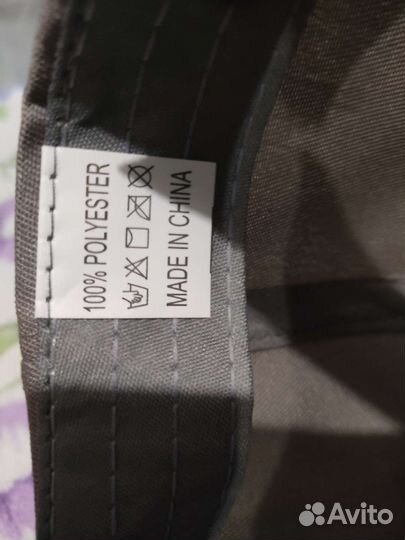 100% POLYESTER
MADE IN CHINA
Avito